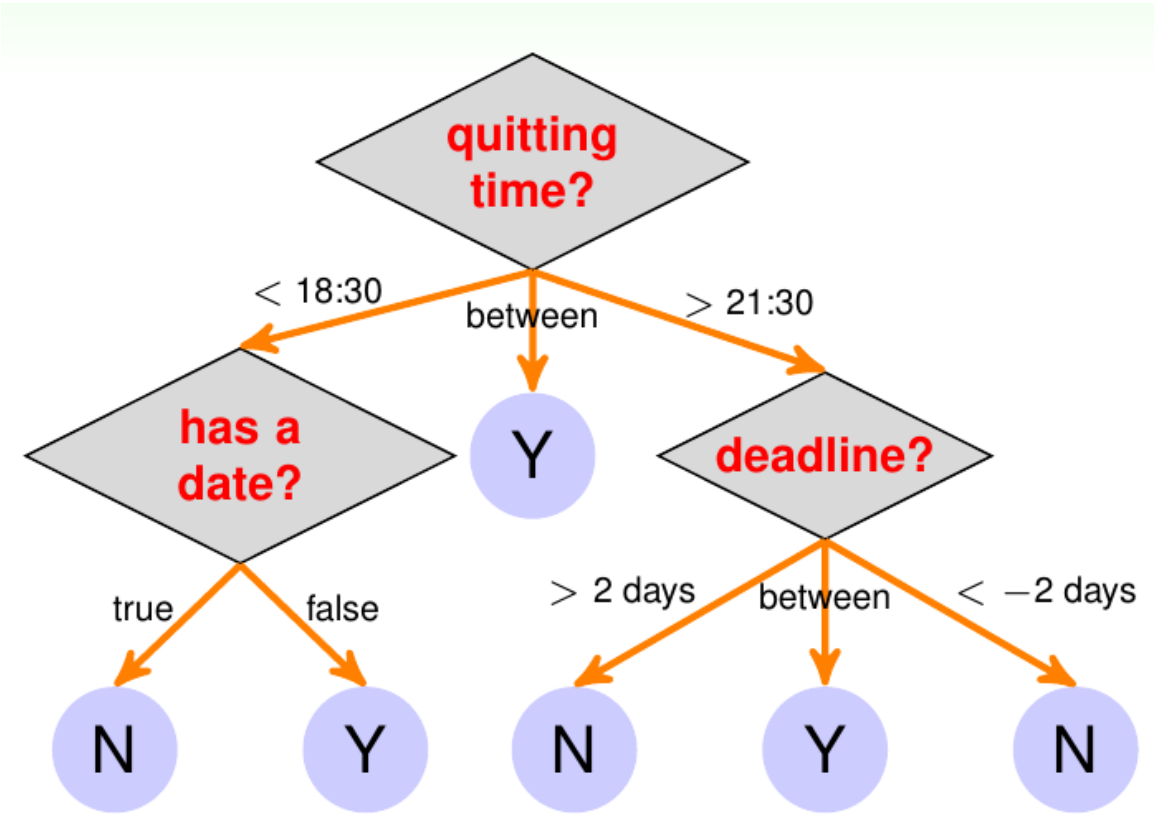 quitting
time?
< 18:30
between
> 21:30
has a
date?
Y
deadline?
true
false
> 2 days
between
< −2 days
N
Y
N
Y
N